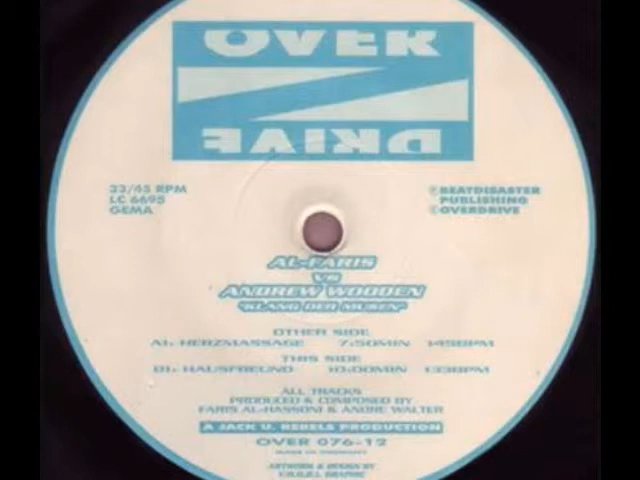 OVER
DRIVE
33/45 RPM
LC 6695
GEMA
ⓟBEATDISASTER
PUBLISHING
©OVERDRIVE
AL-FARIS
VS
ANDREW WOODEN
"KLANG DER MUSEN"
OTHER SIDE
A1: HERZMASSAGE 7:50MIN 145BPM
THIS SIDE
B1: HAUSFREUND 10:00MIN 138BPM
ALL TRACKS
PRODUCED & COMPOSED BY
FARIS AL-HASSONI & ANDRE WALTER
A JACK U. REBELS PRODUCTION
OVER 076-12
MADE IN GERMANY
ARTWORK & DESIGN BY